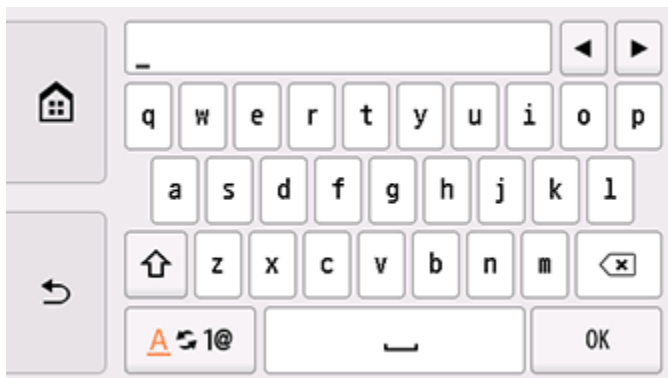 _
q w e r t y u i o p
a s d f g h j k l
z x c v b n m
A 1@ OK